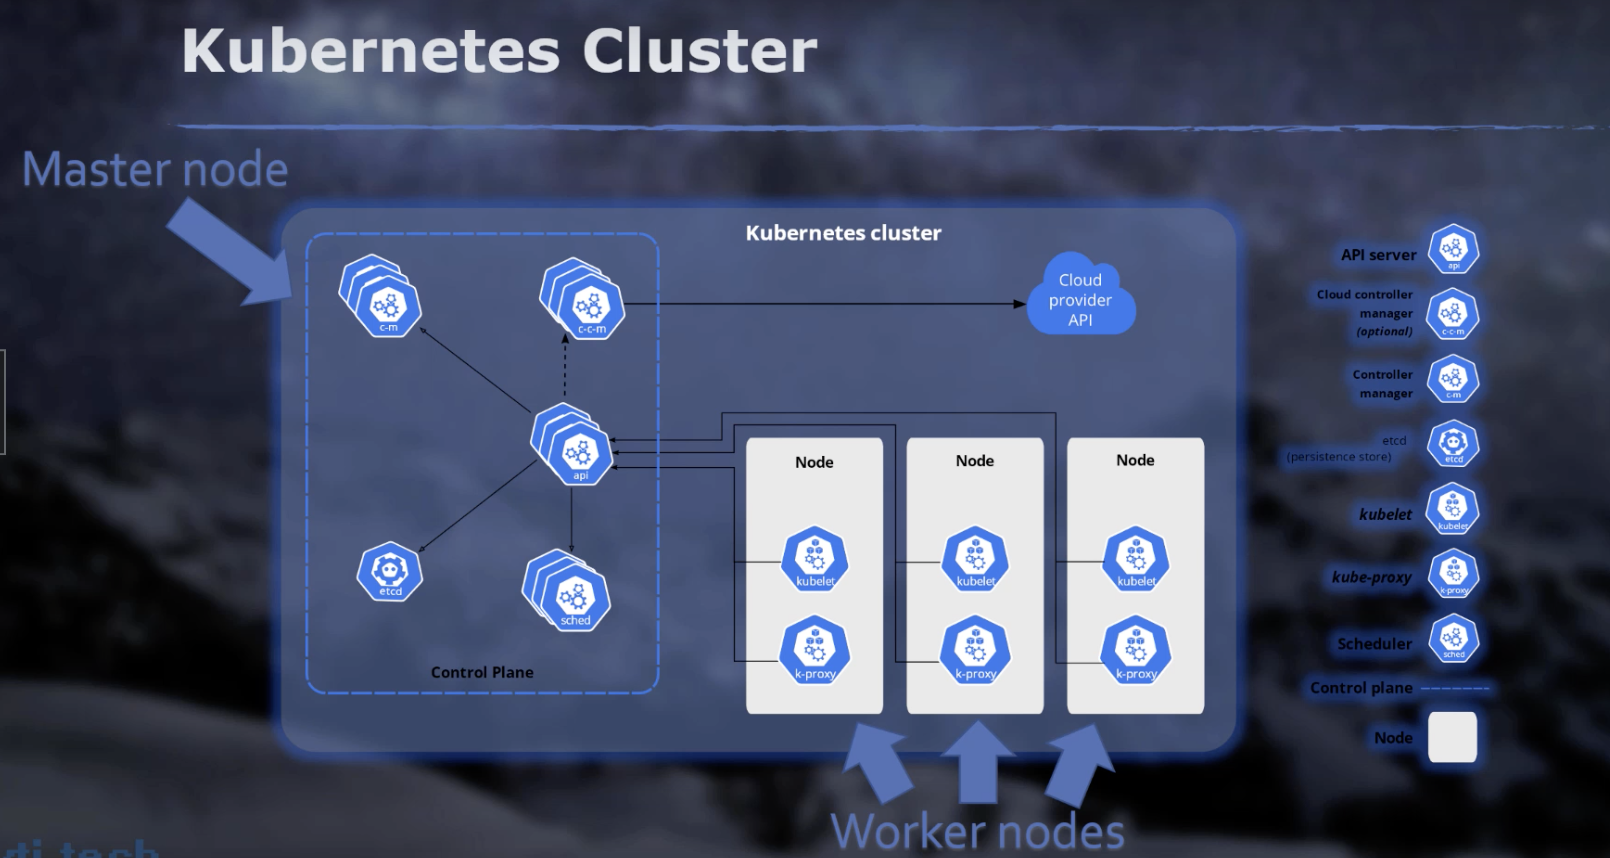 Kubernetes Cluster
Master node
Kubernetes cluster
c-m
c-c-m
Cloud
provider
API
api
etcd
sched
Control Plane
Node
kubelet
k-proxy
Node
kubelet
k-proxy
Node
kubelet
k-proxy
Worker nodes
API server
api
Cloud controller
manager
(optional)
c-c-m
Controller
manager
c-m
etcd
(persistence store)
etcd
kubelet
kubelet
kube-proxy
k-proxy
Scheduler
sched
Control plane
Node